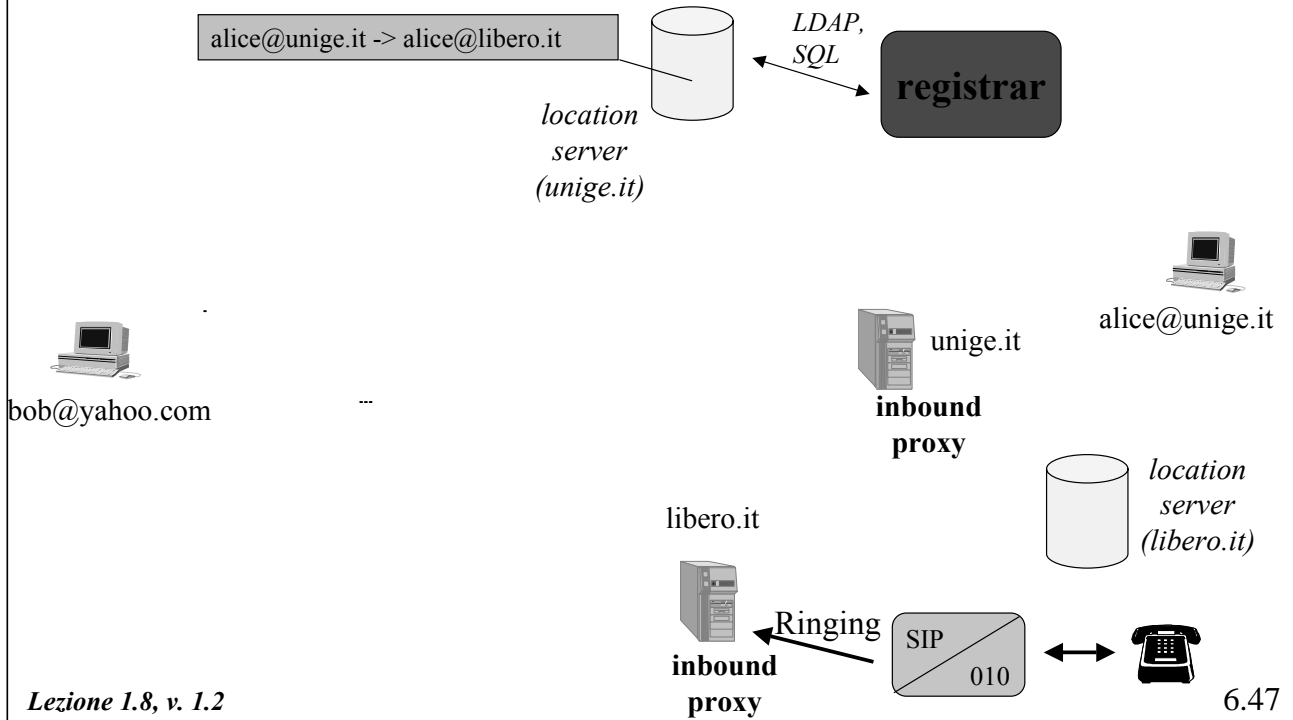 alice@unige.it -> alice@libero.it
LDAP,
SQL
registrar
location
server
(unige.it)
alice@unige.it
unige.it
inbound
proxy
bob@yahoo.com
location
server
(libero.it)
libero.it
inbound
proxy
Ringing
SIP
010
Lezione 1.8, v. 1.2
6.47